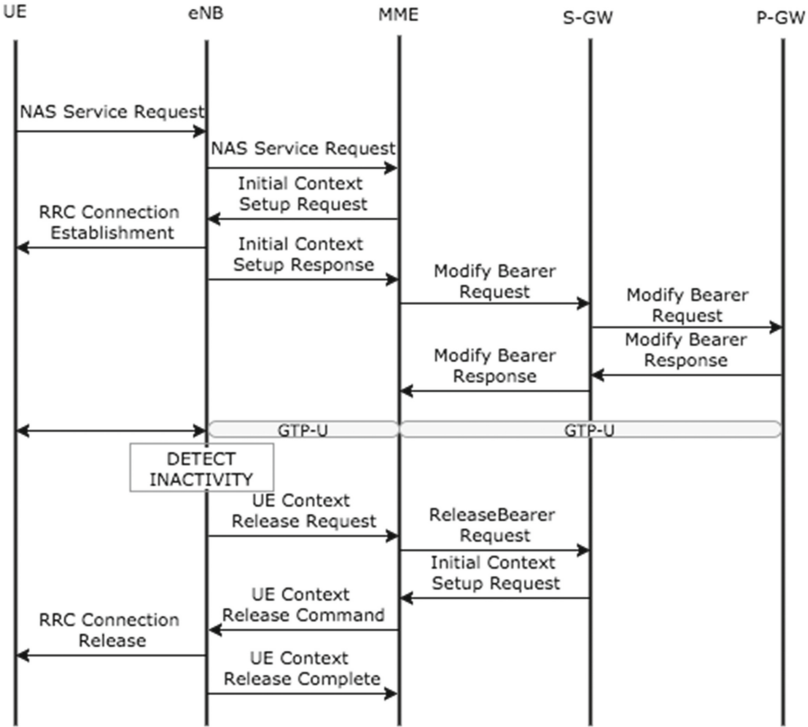 UE
eNB
MME
S-GW
P-GW
NAS Service Request
NAS Service Request
Initial Context
Setup Request
RRC Connection
Establishment
Initial Context
Setup Response
Modify Bearer
Request
Modify Bearer
Request
Modify Bearer
Response
Modify Bearer
Response
GTP-U
GTP-U
DETECT
INACTIVITY
UE Context
Release Request
ReleaseBearer
Request
Initial Context
Setup Request
UE Context
Release Command
RRC Connection
Release
UE Context
Release Complete